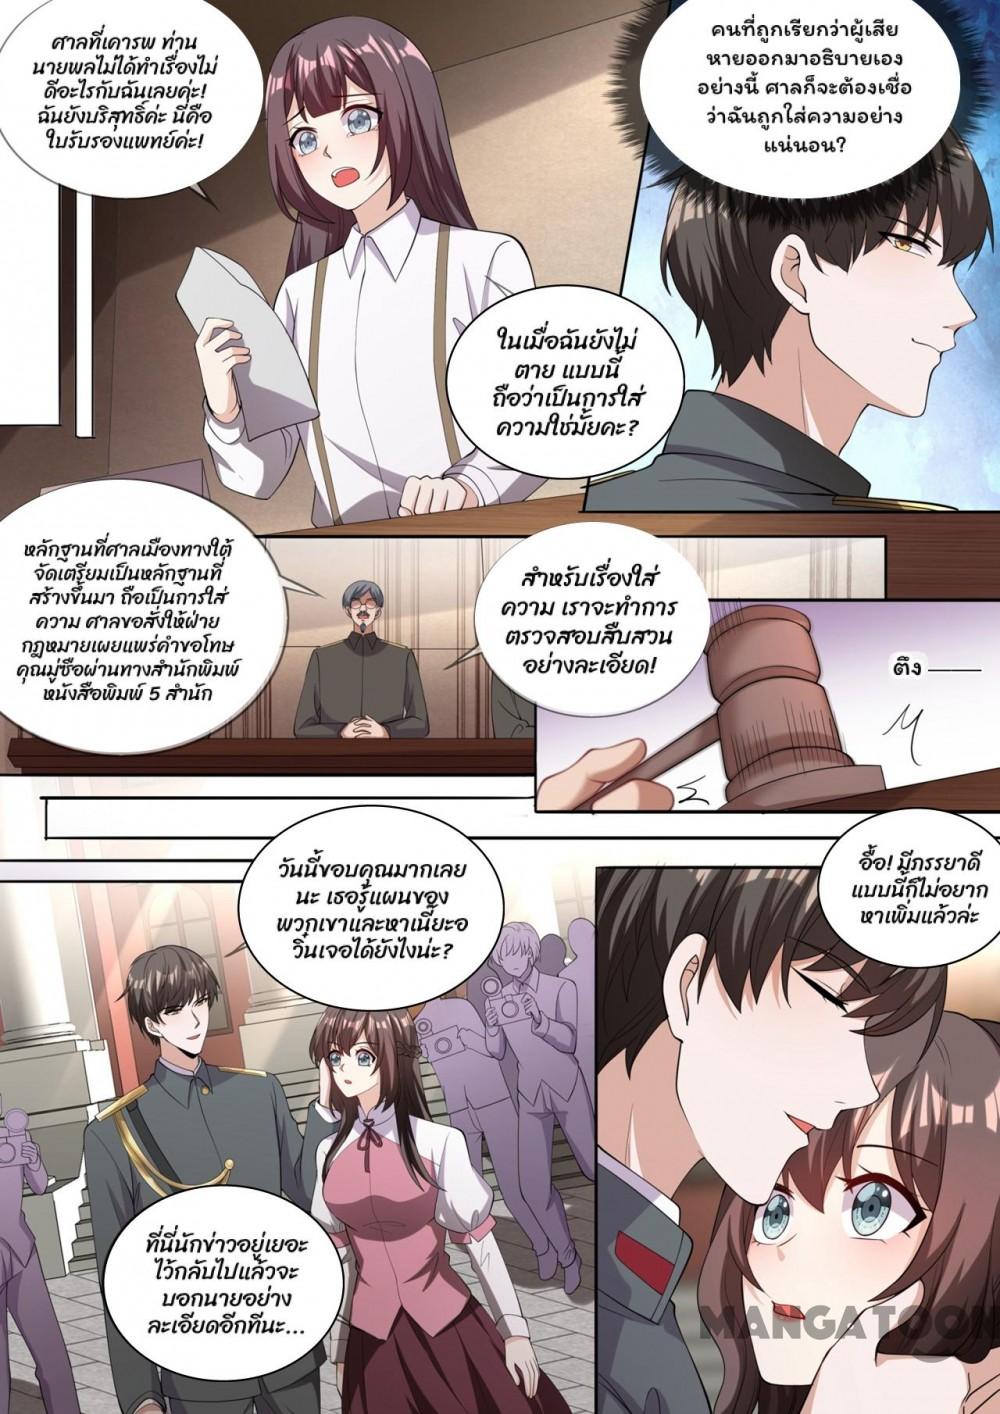 ศาลที่เคารพ ท่าน
นายพลไม่ได้ทำเรื่องไม่
ดีอะไรกับฉันเลยค่ะ!
ฉันยังบริสุทธิ์ค่ะ นี่คือ
ใบรับรองแพทย์ค่ะ!
คนที่ถูกเรียกว่าผู้เสีย
หายออกมาอธิบายเอง
อย่างนี้ ศาลก็จะต้องเชื่อ
ว่าฉันถูกใส่ความอย่าง
แน่นอน?
ในเมื่อฉันยังไม่
ตาย แบบนี้
ถือว่าเป็นการใส่
ความใช่มั้ยคะ?
หลักฐานที่ศาลเมืองทางใต้
จัดเตรียมเป็นหลักฐานที่
สร้างขึ้นมา ถือเป็นการใส่
ความ ศาลขอสั่งให้ฝ่าย
กฎหมายเผยแพร่คำขอโทษ
คุณมู่ซือผ่านทางสำนักพิมพ์
หนังสือพิมพ์ 5 สำนัก
สำหรับเรื่องใส่
ความ เราจะทำการ
ตรวจสอบสืบสวน
อย่างละเอียด!
ตึง ——
วันนี้ขอบคุณมากเลย
นะ เธอรู้แผนของ
พวกเขาและหาเนี๊ยะอ
วิ๋นเจอได้ยังไงน่ะ?
อื้อ! มีภรรยาดี
แบบนี้ก็ไม่อยาก
หาเพิ่มแล้วล่ะ
ที่นี่นักข่าวอยู่เยอะ
ไว้กลับไปแล้วจะ
บอกนายอย่าง
ละเอียดอีกทีนะ...
MANGATOON